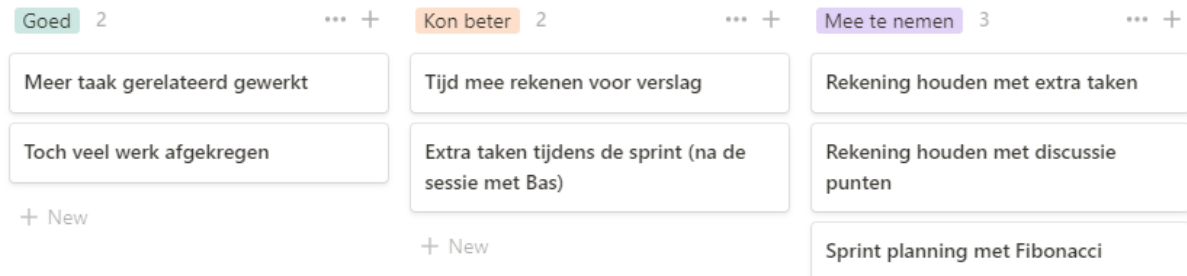 Goed 2 ... +
Meer taak gerelateerd gewerkt
Toch veel werk afgekregen
+ New
Kon beter 2 ... +
Tijd mee rekenen voor verslag
Extra taken tijdens de sprint (na de
sessie met Bas)
+ New
Mee te nemen 3 ... +
Rekening houden met extra taken
Rekening houden met discussie
punten
Sprint planning met Fibonacci